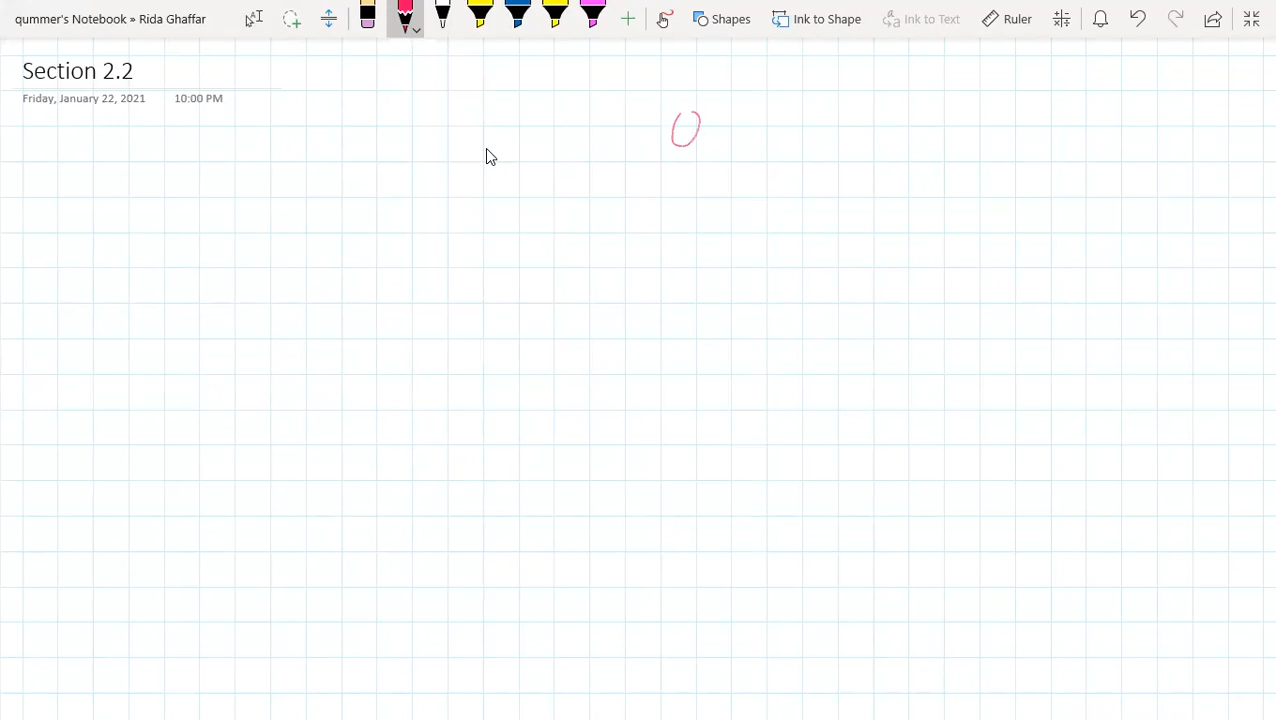 qummer's Notebook » Rida Ghaffar Shapes Ink to Shape Ink to Text Ruler
Section 2.2
Friday, January 22, 2021 10:00 PM
0